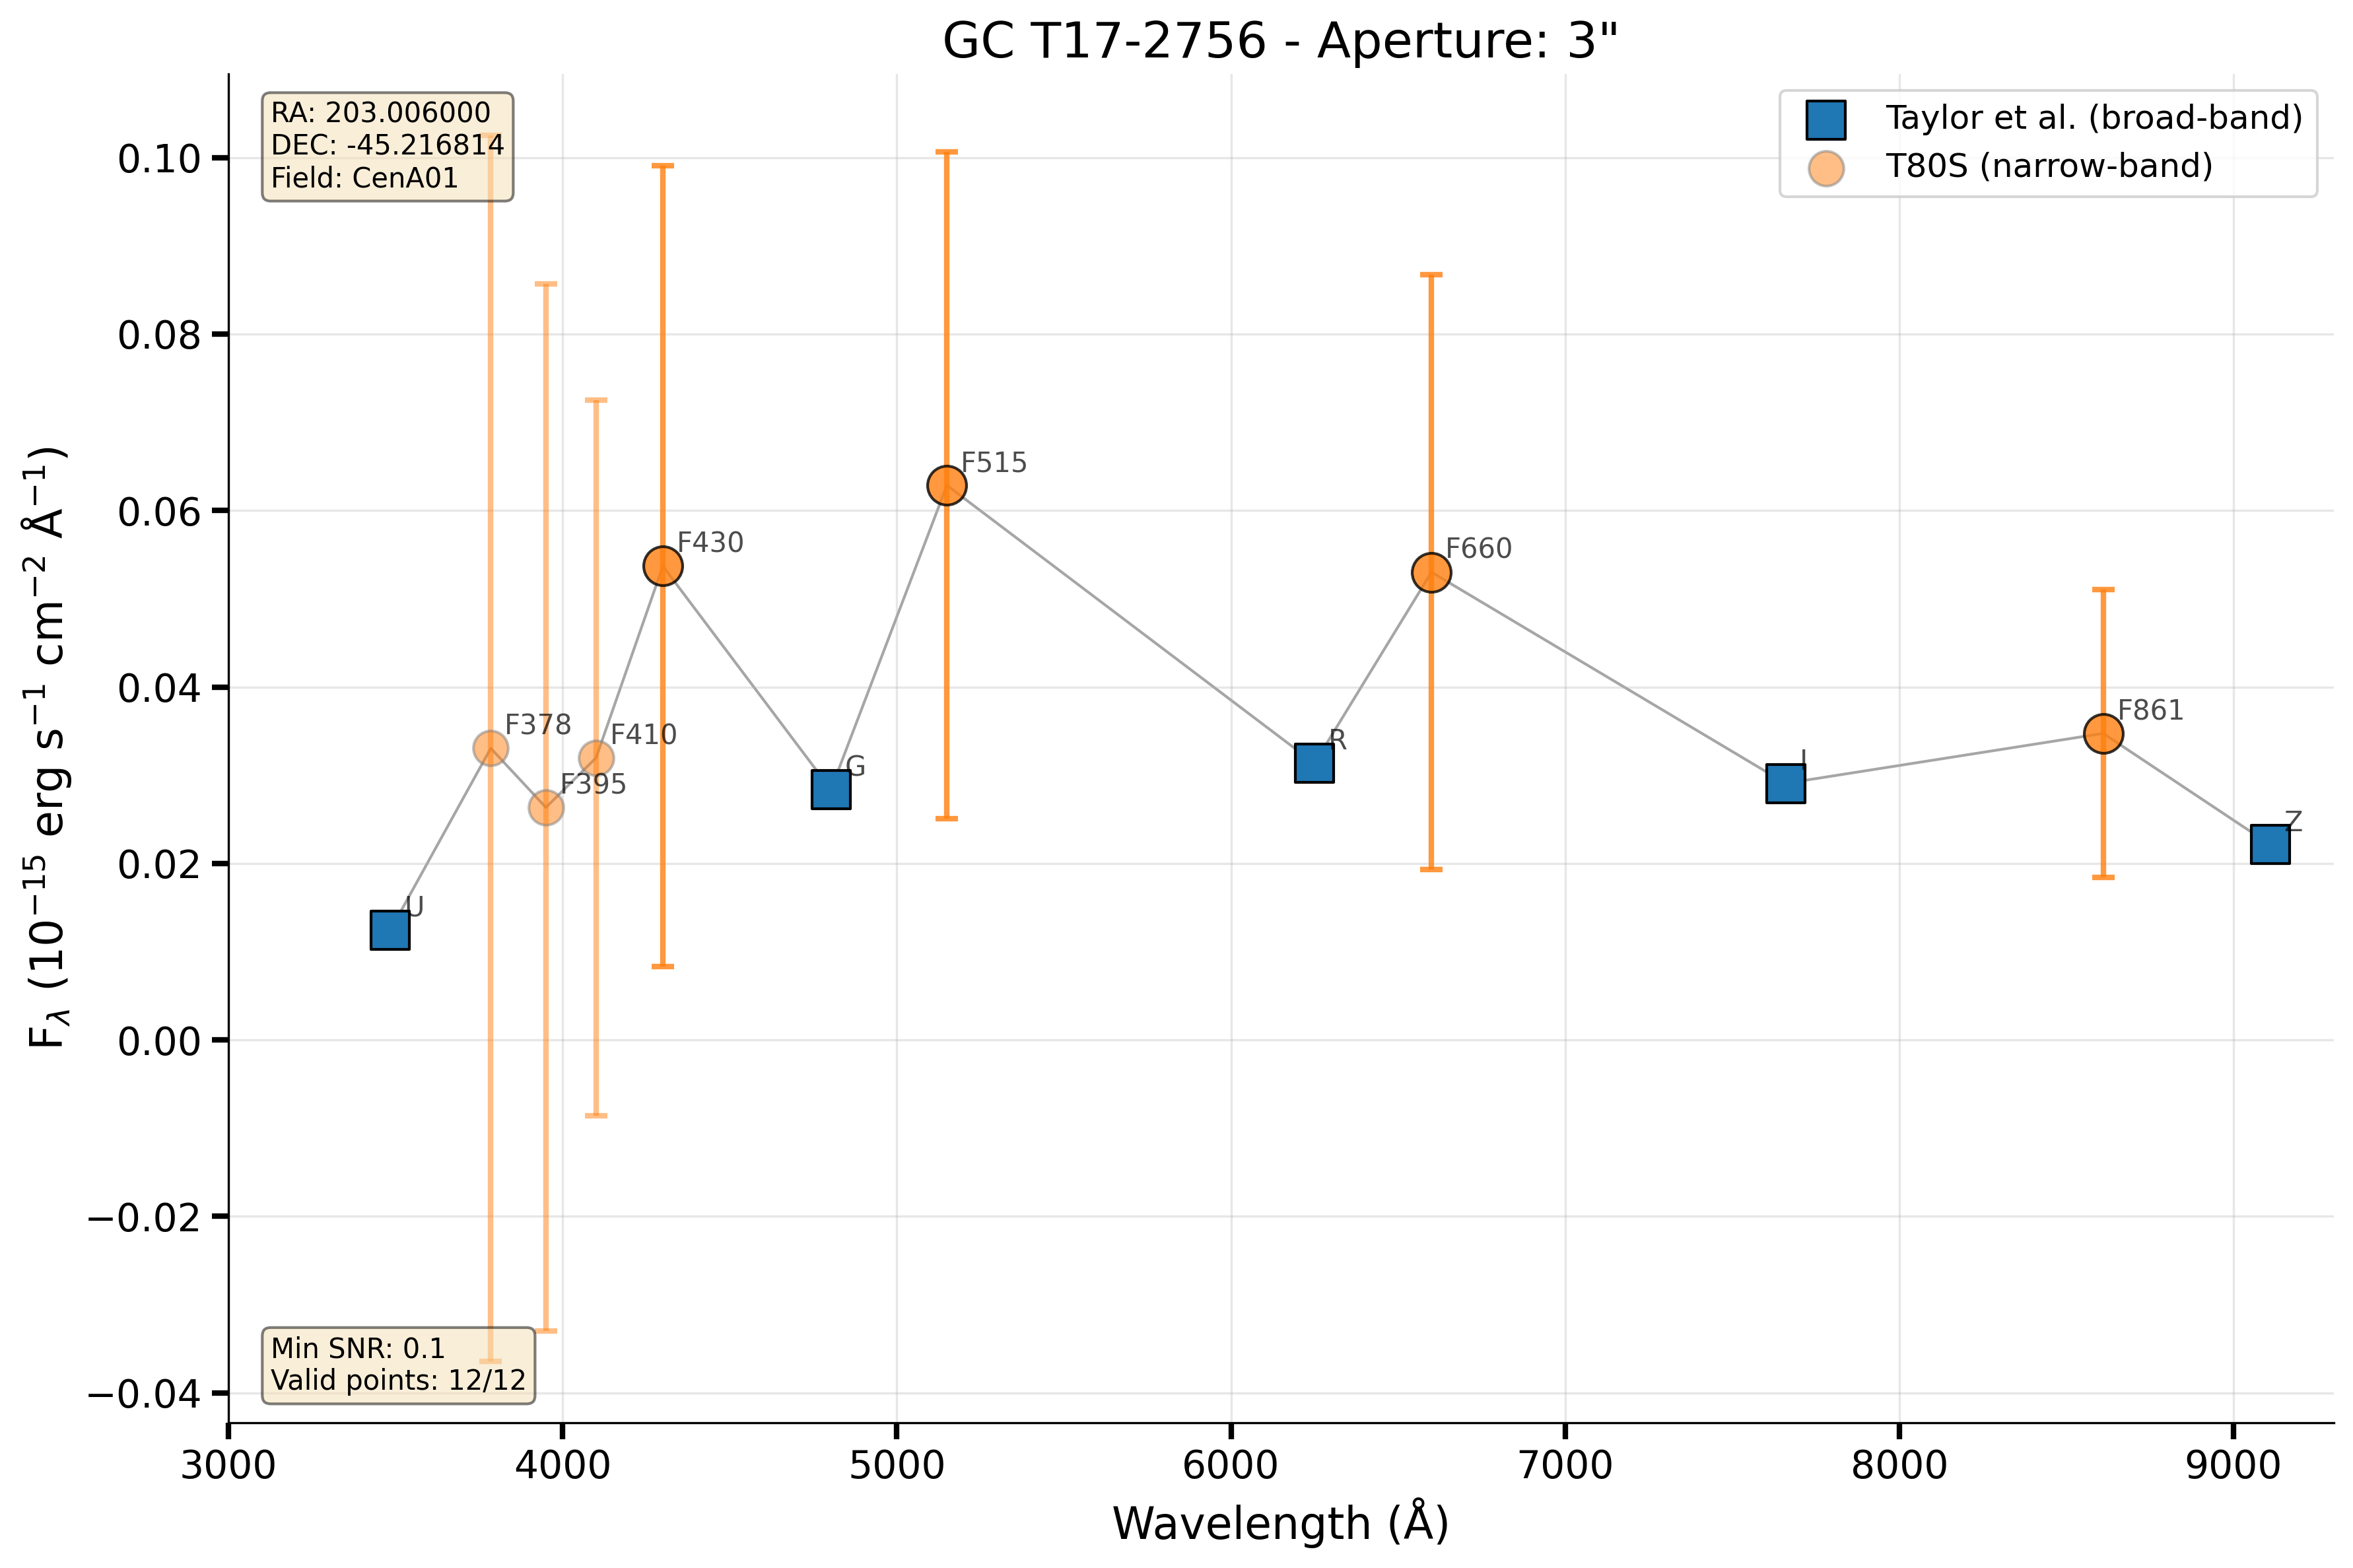 GC T17-2756 - Aperture: 3"
RA: 203.006000
DEC: -45.216814
Field: CenA01
Taylor et al. (broad-band)
T80S (narrow-band)
0.10
0.08
0.06
0.04
0.02
0.00
−0.02
−0.04
F_λ (10⁻¹⁵ erg s⁻¹ cm⁻² Å⁻¹)
U
F378
F395
F410
F430
G
F515
R
F660
I
F861
Z
Min SNR: 0.1
Valid points: 12/12
3000
4000
5000
6000
7000
8000
9000
Wavelength (Å)